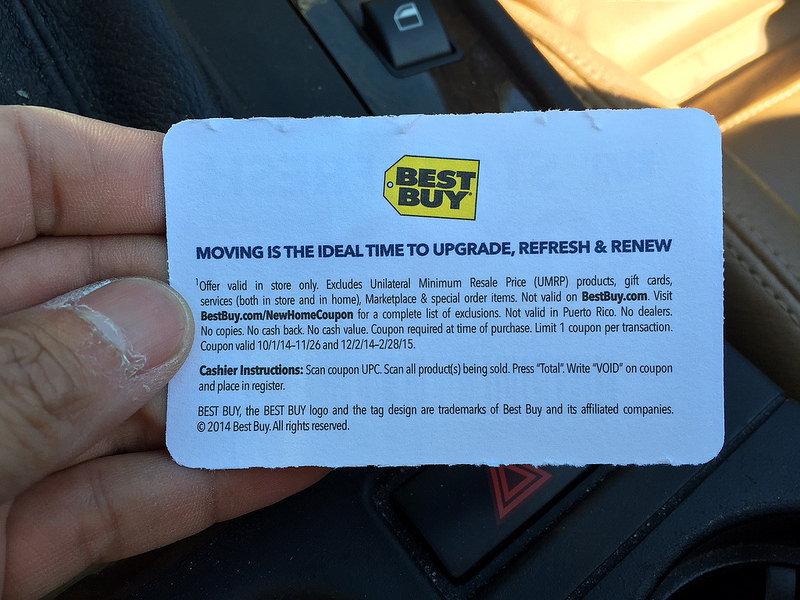 BEST
BUY®
MOVING IS THE IDEAL TIME TO UPGRADE, REFRESH & RENEW
¹Offer valid in store only. Excludes Unilateral Minimum Resale Price (UMRP) products, gift cards,
services (both in store and in home), Marketplace & special order items. Not valid on BestBuy.com. Visit
BestBuy.com/NewHomeCoupon for a complete list of exclusions. Not valid in Puerto Rico. No dealers.
No copies. No cash back. No cash value. Coupon required at time of purchase. Limit 1 coupon per transaction.
Coupon valid 10/1/14–11/26 and 12/2/14–2/28/15.
Cashier Instructions: Scan coupon UPC. Scan all product(s) being sold. Press "Total". Write "VOID" on coupon
and place in register.
BEST BUY, the BEST BUY logo and the tag design are trademarks of Best Buy and its affiliated companies.
© 2014 Best Buy. All rights reserved.